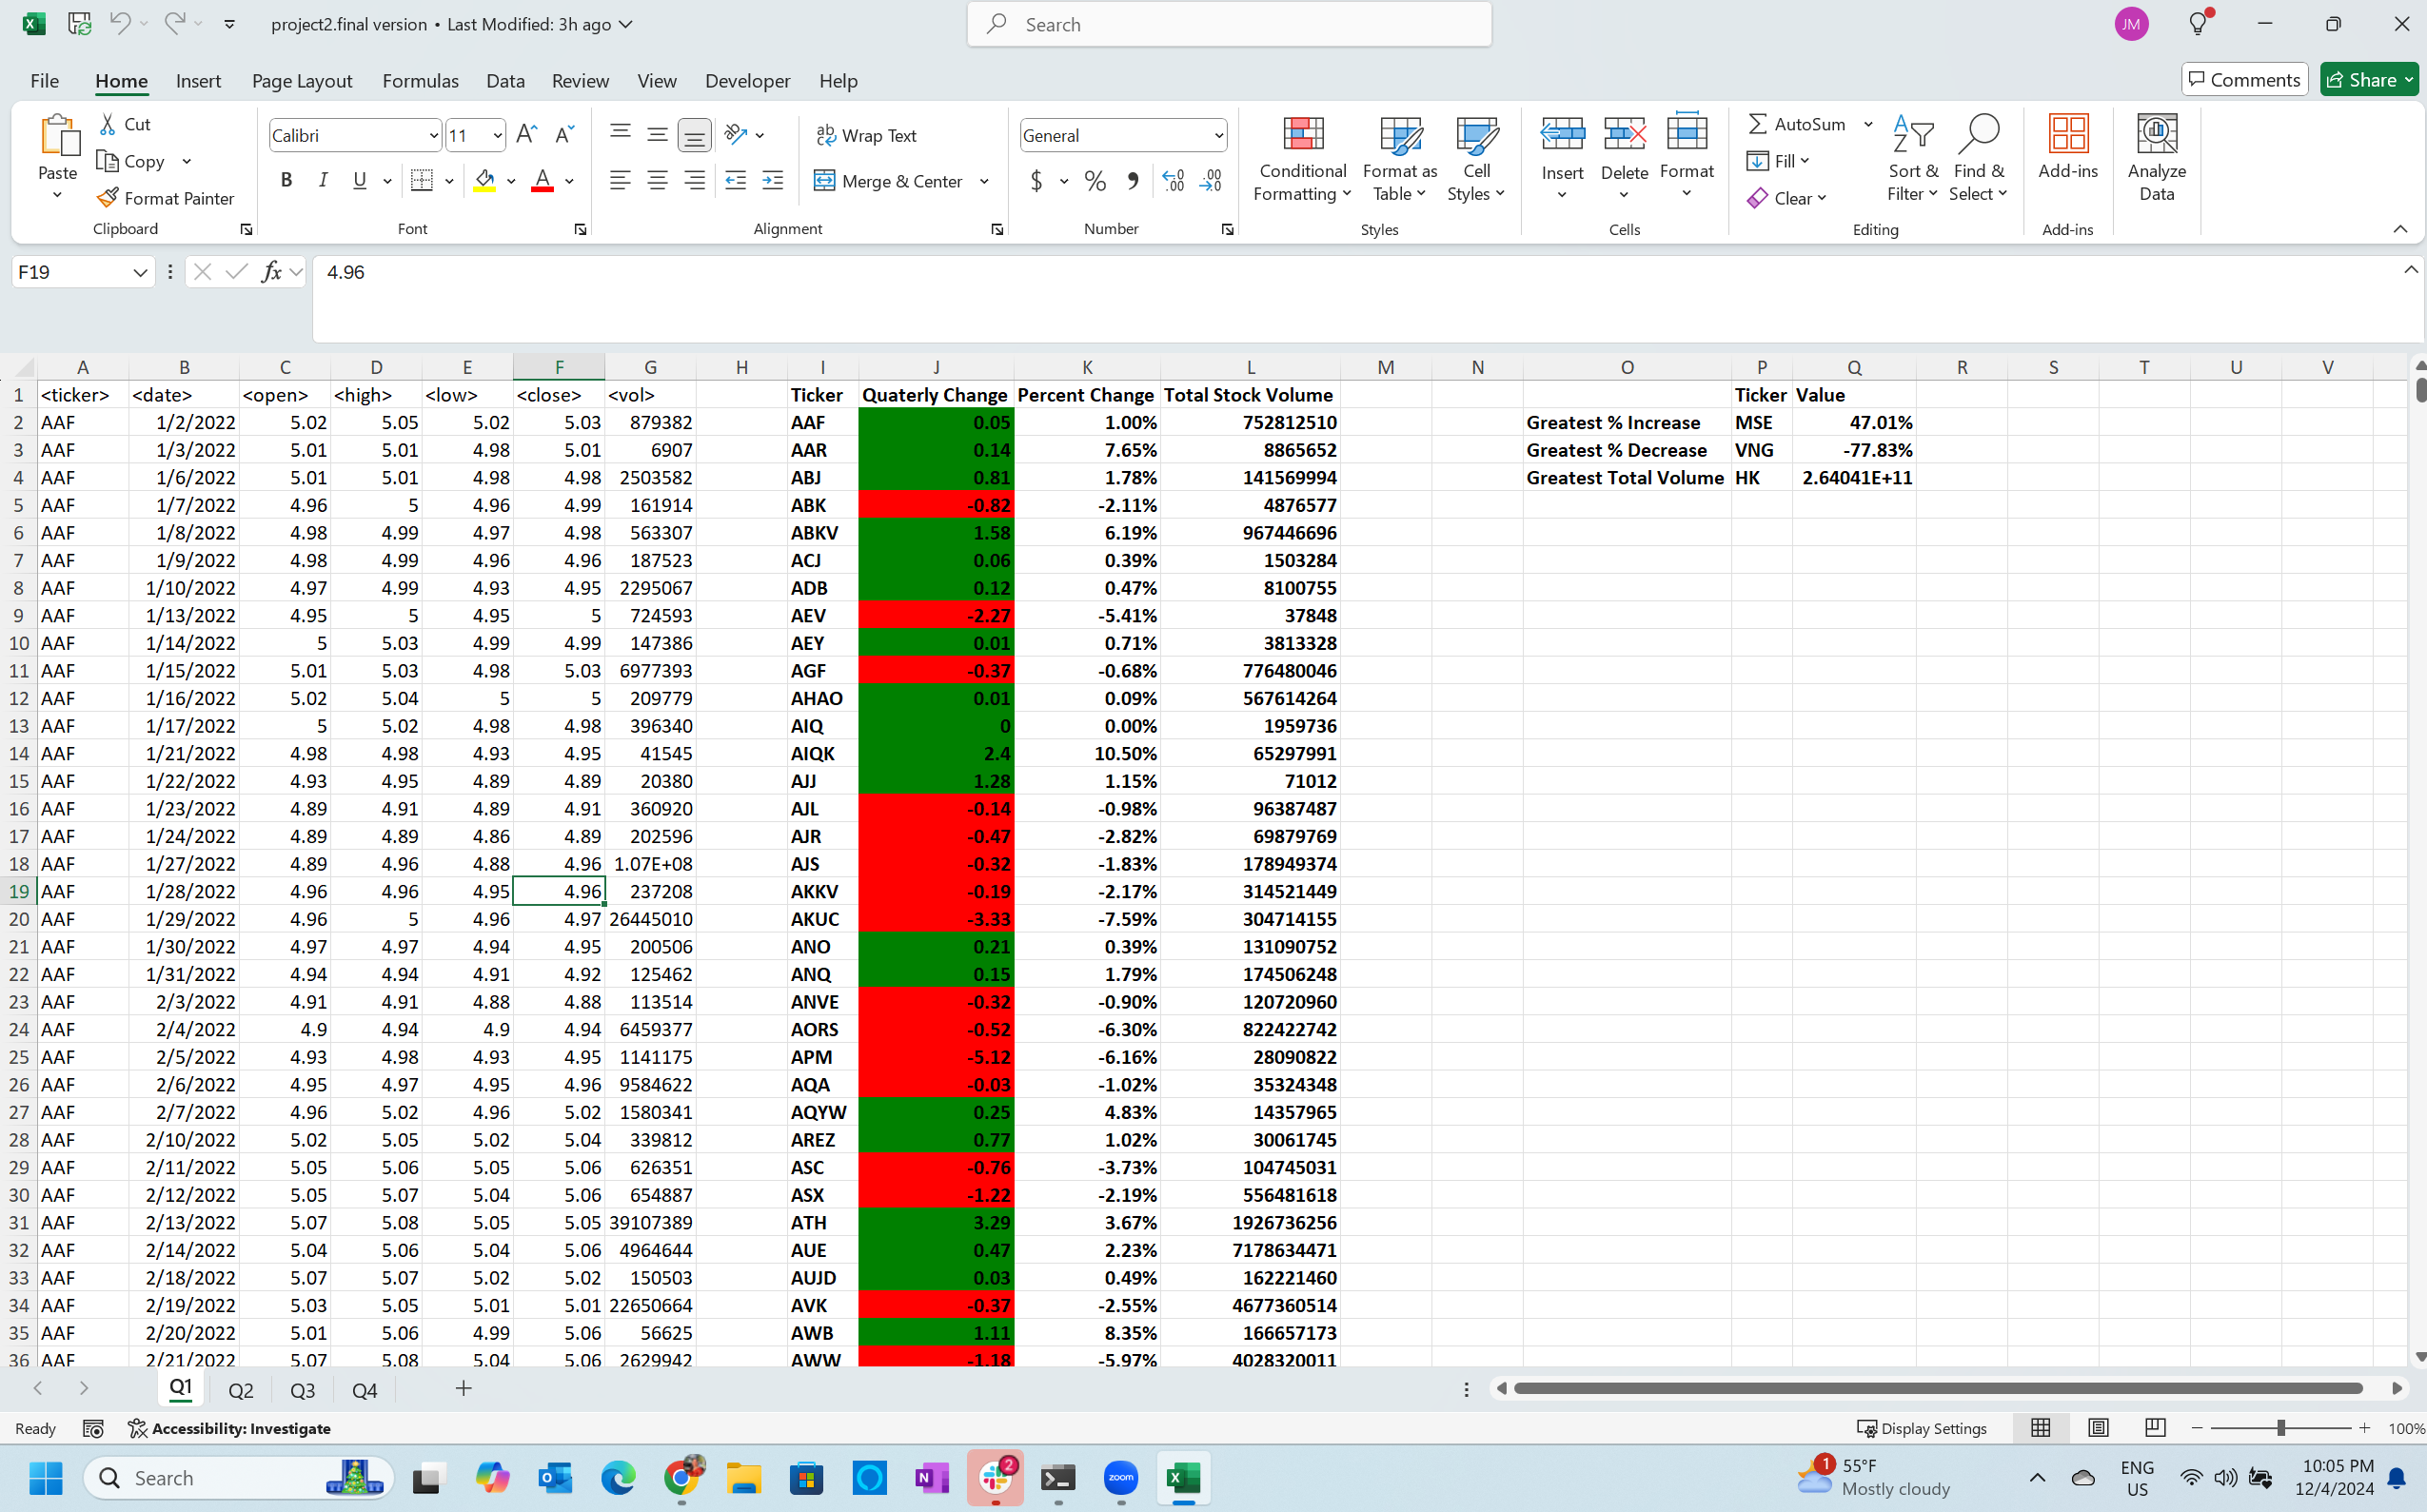 project2.final version • Last Modified: 3h ago
Search
JM
File Home Insert Page Layout Formulas Data Review View Developer Help
Comments Share
Paste Cut Copy Format Painter
Calibri 11
B I U
Wrap Text
Merge & Center
General
$ % 9
Conditional Formatting Format as Table Cell Styles
Insert Delete Format
AutoSum Fill Clear
Sort & Filter Find & Select
Add-ins
Analyze Data
Clipboard Font Alignment Number Styles Cells Editing Add-ins
F19 fx 4.96
A B C D E F G H I J K L M N O P Q R S T U V
1 <ticker> <date> <open> <high> <low> <close> <vol> Ticker Quaterly Change Percent Change Total Stock Volume Ticker Value
2 AAF 1/2/2022 5.02 5.05 5.02 5.03 879382 AAF 0.05 1.00% 752812510 Greatest % Increase MSE 47.01%
3 AAF 1/3/2022 5.01 5.01 4.98 5.01 6907 AAR 0.14 7.65% 8865652 Greatest % Decrease VNG -77.83%
4 AAF 1/6/2022 5.01 5.01 4.98 4.98 2503582 ABJ 0.81 1.78% 141569994 Greatest Total Volume HK 2.64041E+11
5 AAF 1/7/2022 4.96 5 4.96 4.99 161914 ABK -0.82 -2.11% 4876577
6 AAF 1/8/2022 4.98 4.99 4.97 4.98 563307 ABKV 1.58 6.19% 967446696
7 AAF 1/9/2022 4.98 4.99 4.96 4.96 187523 ACJ 0.06 0.39% 1503284
8 AAF 1/10/2022 4.97 4.99 4.93 4.95 2295067 ADB 0.12 0.47% 8100755
9 AAF 1/13/2022 4.95 5 4.95 5 724593 AEV -2.27 -5.41% 37848
10 AAF 1/14/2022 5 5.03 4.99 4.99 147386 AEY 0.01 0.71% 3813328
11 AAF 1/15/2022 5.01 5.03 4.98 5.03 6977393 AGF -0.37 -0.68% 776480046
12 AAF 1/16/2022 5.02 5.04 5 5 209779 AHAO 0.01 0.09% 567614264
13 AAF 1/17/2022 5 5.02 4.98 4.98 396340 AIQ 0 0.00% 1959736
14 AAF 1/21/2022 4.98 4.98 4.93 4.95 41545 AIQK 2.4 10.50% 65297991
15 AAF 1/22/2022 4.93 4.95 4.89 4.89 20380 AJJ 1.28 1.15% 71012
16 AAF 1/23/2022 4.89 4.91 4.89 4.91 360920 AJL -0.14 -0.98% 96387487
17 AAF 1/24/2022 4.89 4.89 4.86 4.89 202596 AJR -0.47 -2.82% 69879769
18 AAF 1/27/2022 4.89 4.96 4.88 4.96 1.07E+08 AJS -0.32 -1.83% 178949374
19 AAF 1/28/2022 4.96 4.96 4.95 4.96 237208 AKKV -0.19 -2.17% 314521449
20 AAF 1/29/2022 4.96 5 4.96 4.97 26445010 AKUC -3.33 -7.59% 304714155
21 AAF 1/30/2022 4.97 4.97 4.94 4.95 200506 ANO 0.21 0.39% 131090752
22 AAF 1/31/2022 4.94 4.94 4.91 4.92 125462 ANQ 0.15 1.79% 174506248
23 AAF 2/3/2022 4.91 4.91 4.88 4.88 113514 ANVE -0.32 -0.90% 120720960
24 AAF 2/4/2022 4.9 4.94 4.9 4.94 6459377 AORS -0.52 -6.30% 822422742
25 AAF 2/5/2022 4.93 4.98 4.93 4.95 1141175 APM -5.12 -6.16% 28090822
26 AAF 2/6/2022 4.95 4.97 4.95 4.96 9584622 AQA -0.03 -1.02% 35324348
27 AAF 2/7/2022 4.96 5.02 4.96 5.02 1580341 AQYW 0.25 4.83% 14357965
28 AAF 2/10/2022 5.02 5.05 5.02 5.04 339812 AREZ 0.77 1.02% 30061745
29 AAF 2/11/2022 5.05 5.06 5.05 5.06 626351 ASC -0.76 -3.73% 104745031
30 AAF 2/12/2022 5.05 5.07 5.04 5.06 654887 ASX -1.22 -2.19% 556481618
31 AAF 2/13/2022 5.07 5.08 5.05 5.05 39107389 ATH 3.29 3.67% 1926736256
32 AAF 2/14/2022 5.04 5.06 5.04 5.06 4964644 AUE 0.47 2.23% 7178634471
33 AAF 2/18/2022 5.07 5.07 5.02 5.02 150503 AUJD 0.03 0.49% 162221460
34 AAF 2/19/2022 5.03 5.05 5.01 5.01 22650664 AVK -0.37 -2.55% 4677360514
35 AAF 2/20/2022 5.01 5.06 4.99 5.06 56625 AWB 1.11 8.35% 166657173
36 AAF 2/21/2022 5.07 5.08 5.04 5.06 2629942 AWW -1.18 -5.97% 4028320011
Q1 Q2 Q3 Q4
Ready Accessibility: Investigate Display Settings 100%
Search
zoom
2
1
55°F
Mostly cloudy
ENG
US
10:05 PM
12/4/2024